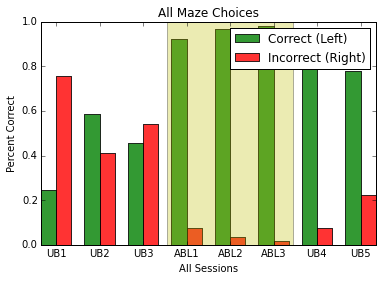 All Maze Choices
Correct (Left)
Incorrect (Right)
Percent Correct
1.0
0.8
0.6
0.4
0.2
0.0
UB1 UB2 UB3 ABL1 ABL2 ABL3 UB4 UB5
All Sessions